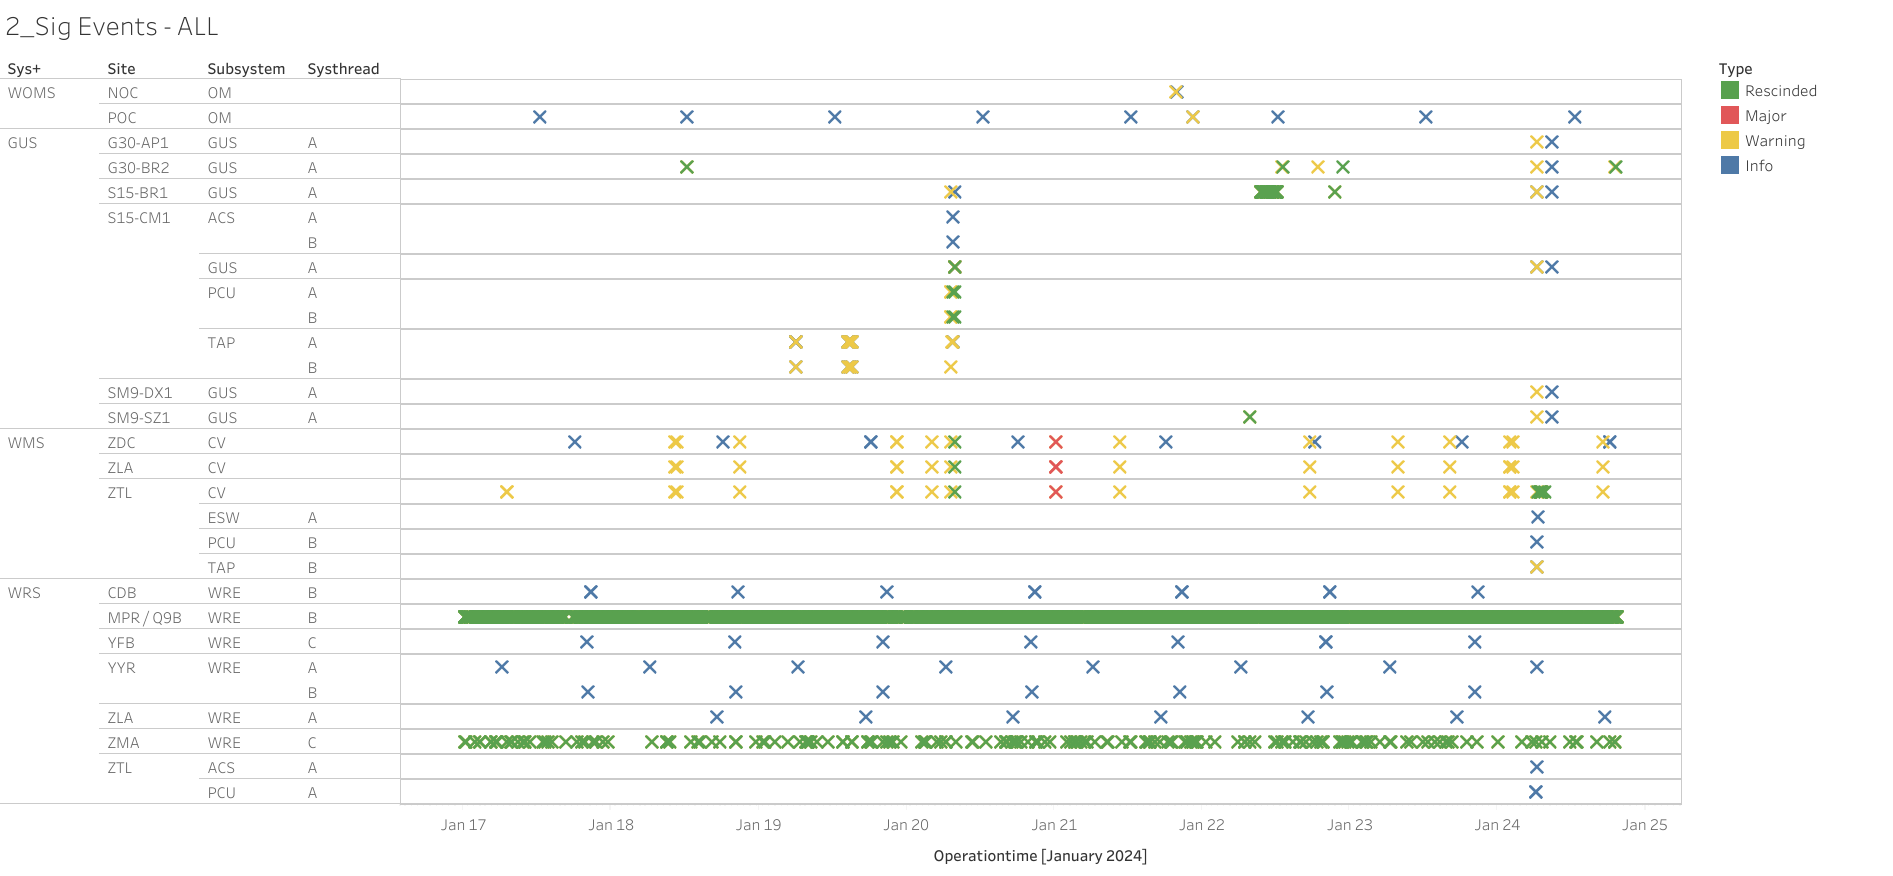 2_Sig Events - ALL
Sys+ Site Subsystem Systhread
Type
WOMS NOC OM
Rescinded
POC OM
Major
GUS G30-AP1 GUS A
Warning
G30-BR2 GUS A
Info
S15-BR1 GUS A
S15-CM1 ACS A
B
GUS A
PCU A
B
TAP A
B
SM9-DX1 GUS A
SM9-SZ1 GUS A
WMS ZDC CV
ZLA CV
ZTL CV
ESW A
PCU B
TAP B
WRS CDB WRE B
MPR / Q9B WRE B
YFB WRE C
YYR WRE A
B
ZLA WRE A
ZMA WRE C
ZTL ACS A
PCU A
Jan 17 Jan 18 Jan 19 Jan 20 Jan 21 Jan 22 Jan 23 Jan 24 Jan 25
Operationtime [January 2024]